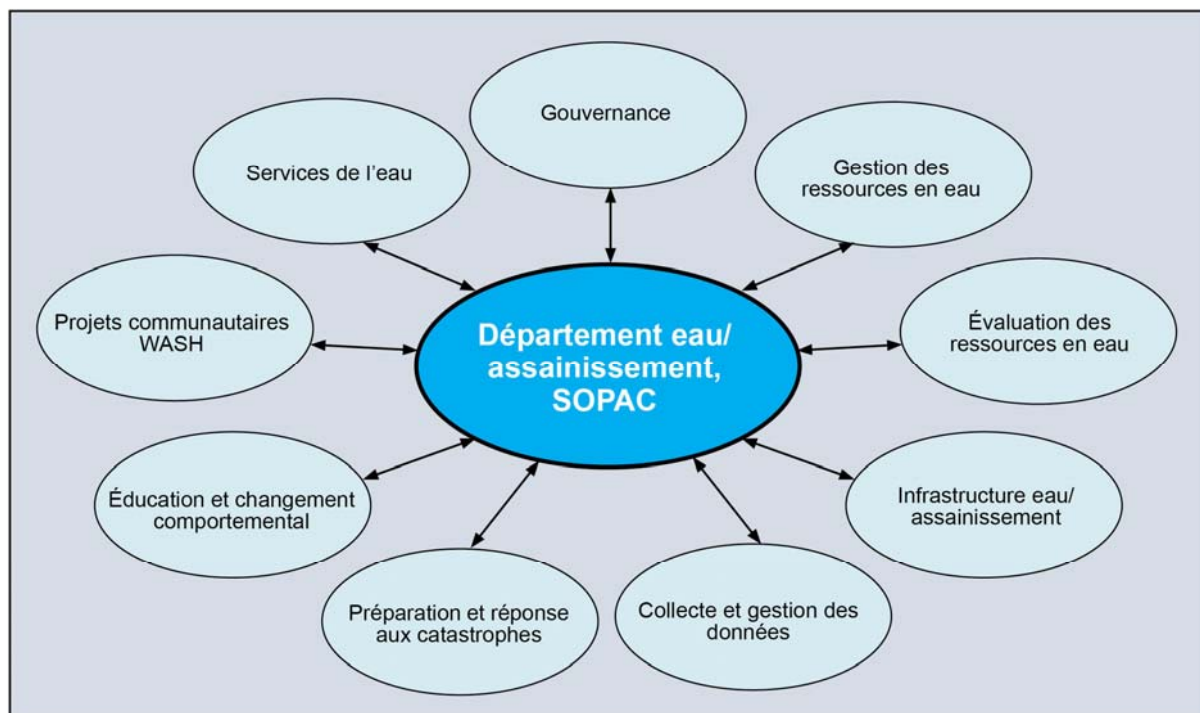 Gouvernance
Services de l'eau
Gestion des
ressources en eau
Projets communautaires
WASH
Département eau/
assainissement,
SOPAC
Évaluation des
ressources en eau
Éducation et changement
comportemental
Infrastructure eau/
assainissement
Préparation et réponse
aux catastrophes
Collecte et gestion des
données